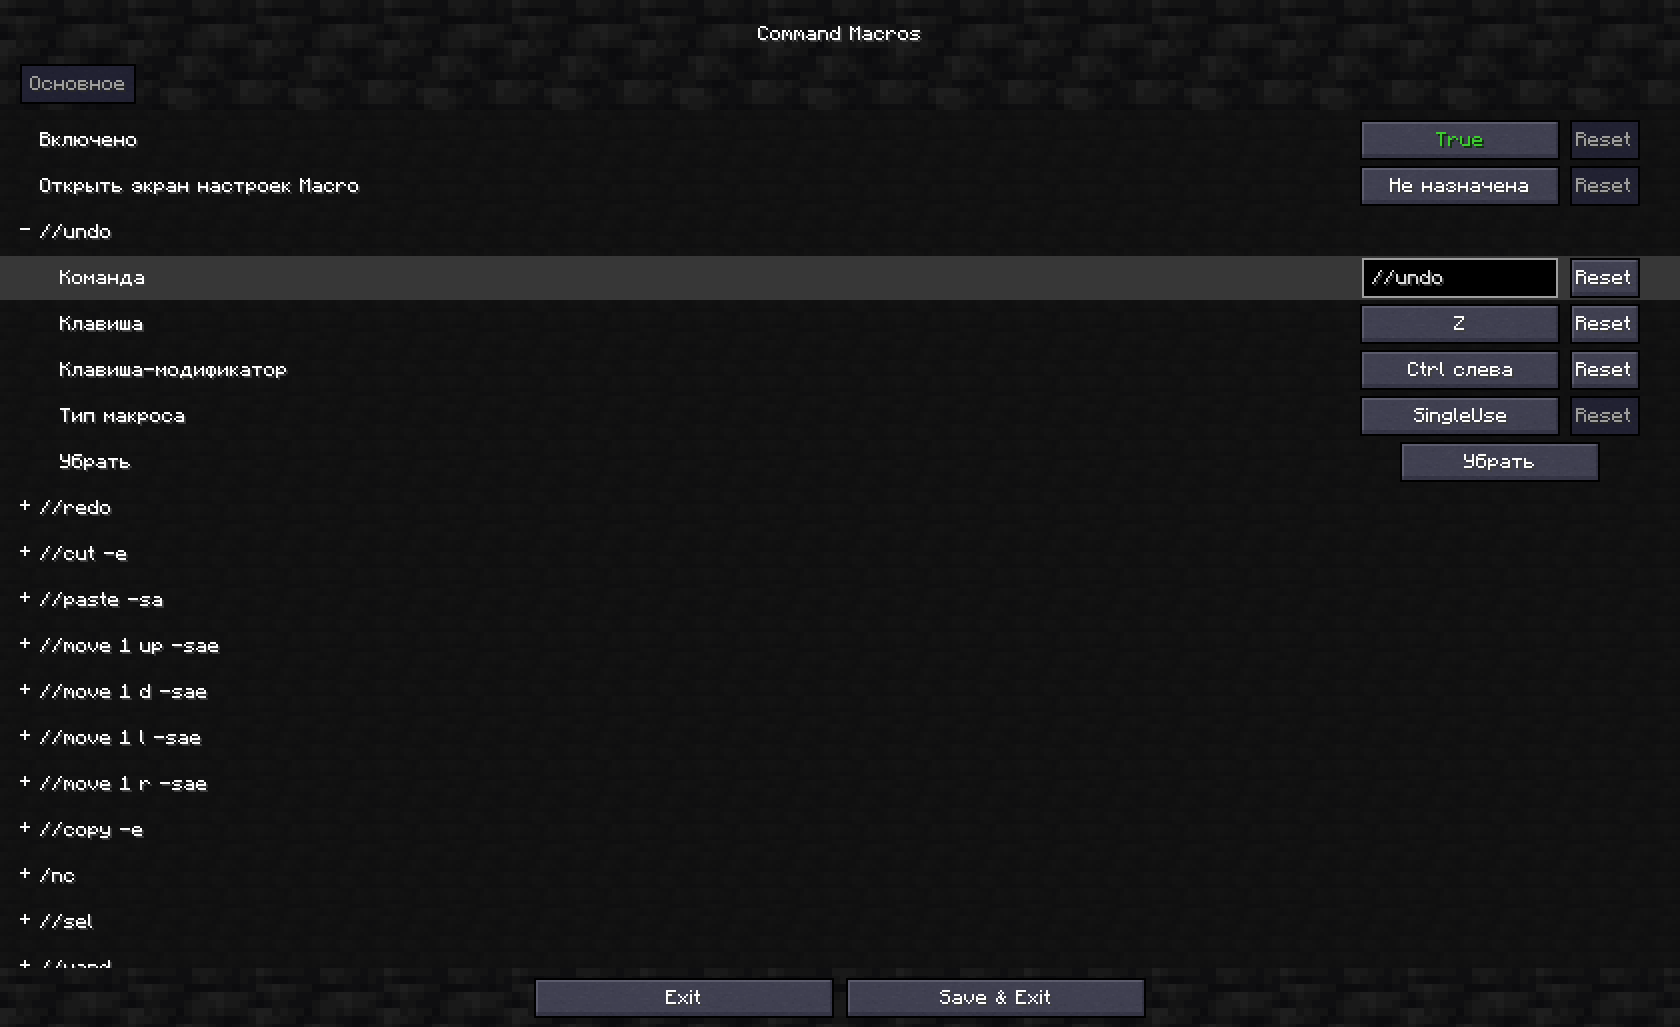 Command Macros
Основное
Включено True Reset
Открыть экран настроек Macro Не назначена Reset
− //undo
Команда //undo Reset
Клавиша Z Reset
Клавиша-модификатор Ctrl слева Reset
Тип макроса SingleUse Reset
Убрать Убрать
+ //redo
+ //cut -e
+ //paste -sa
+ //move 1 up -sae
+ //move 1 d -sae
+ //move 1 l -sae
+ //move 1 r -sae
+ //copy -e
+ /nc
+ //sel
+ //wand
Exit Save & Exit